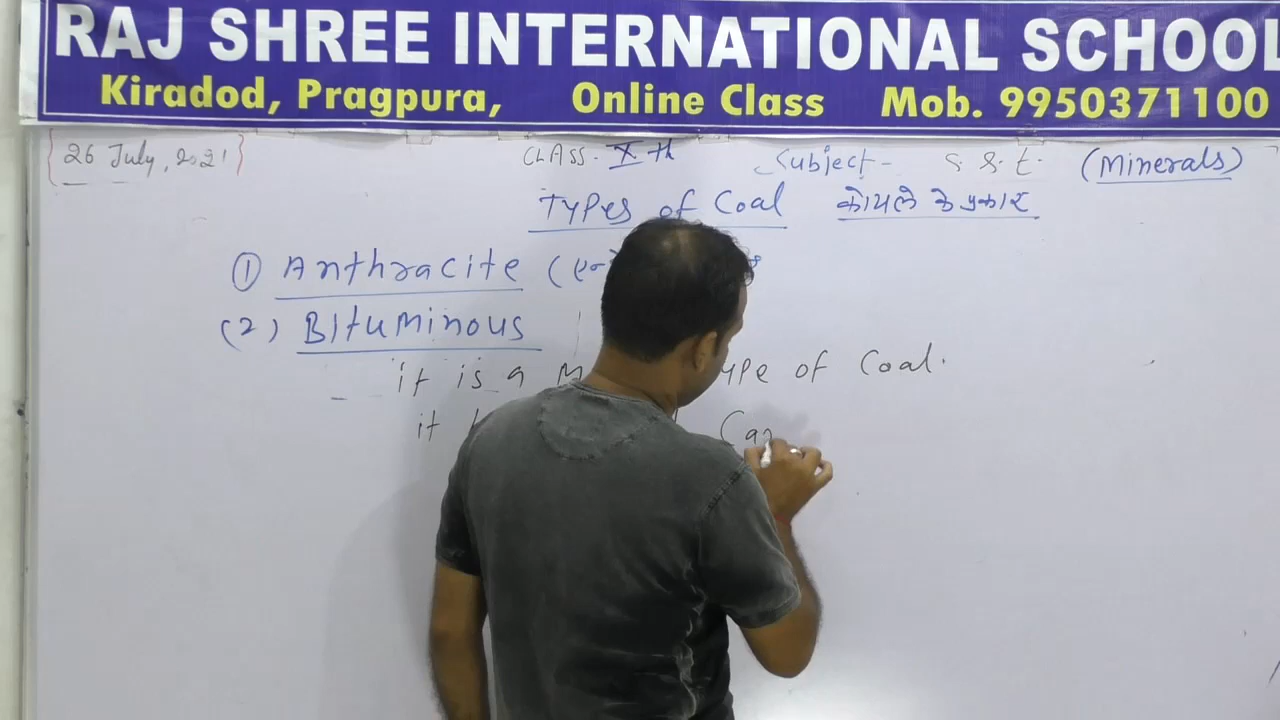 RAJ SHREE INTERNATIONAL SCHOOL
Kiradod, Pragpura, Online Class Mob. 9950371100
26 July, 2021 CLASS- Xth Subject- S. S. t. (Minerals)
Types of Coal कोयले के प्रकार
① Anthracite
(2) Bituminous
it is a ype of Coal.
it Ca